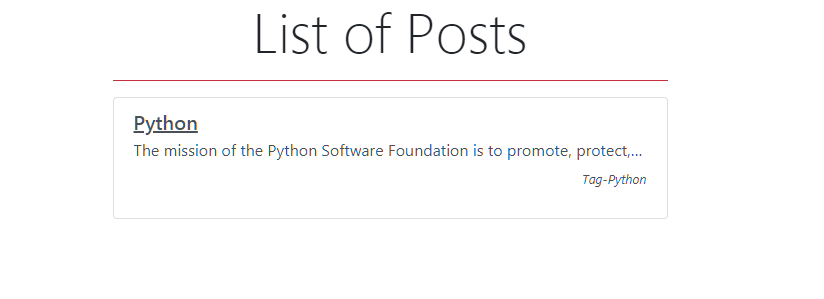 List of Posts
Python
The mission of the Python Software Foundation is to promote, protect,...
Tag-Python